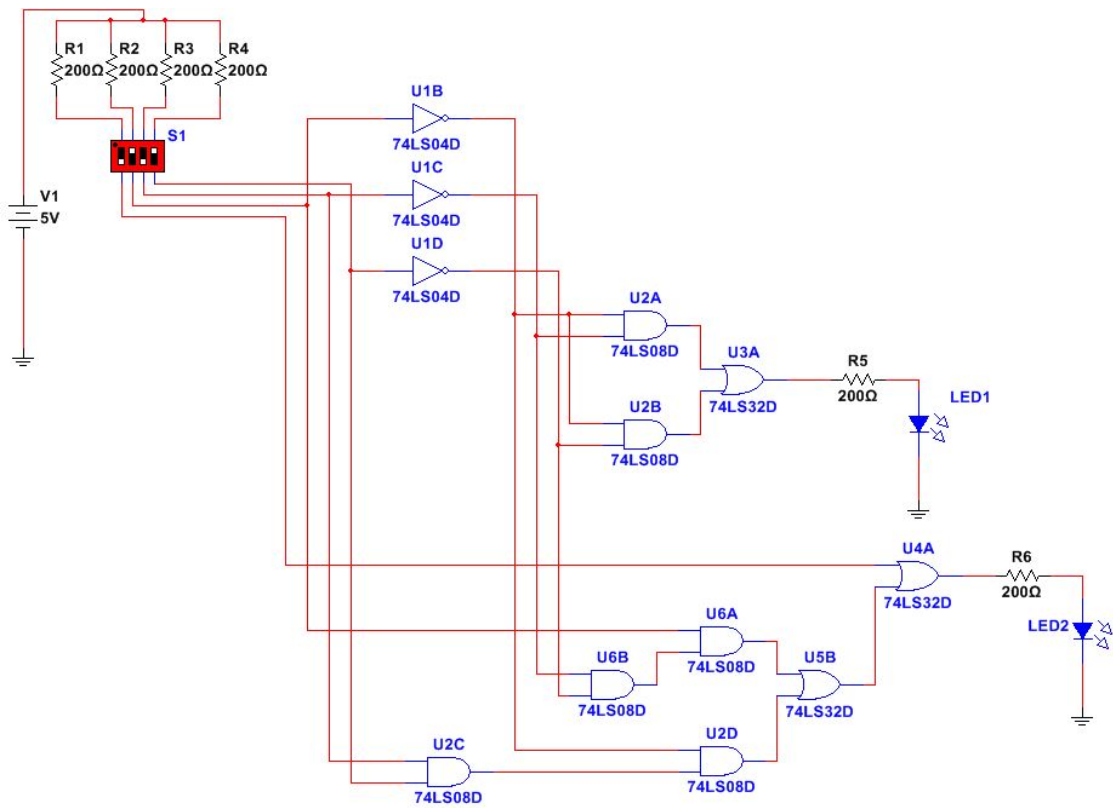 R1
200Ω
R2
200Ω
R3
200Ω
R4
200Ω
S1
V1
5V
U1B
74LS04D
U1C
74LS04D
U1D
74LS04D
U2A
74LS08D
U3A
74LS32D
R5
200Ω
LED1
U2B
74LS08D
U4A
74LS32D
R6
200Ω
LED2
U6A
74LS08D
U6B
74LS08D
U5B
74LS32D
U2D
74LS08D
U2C
74LS08D